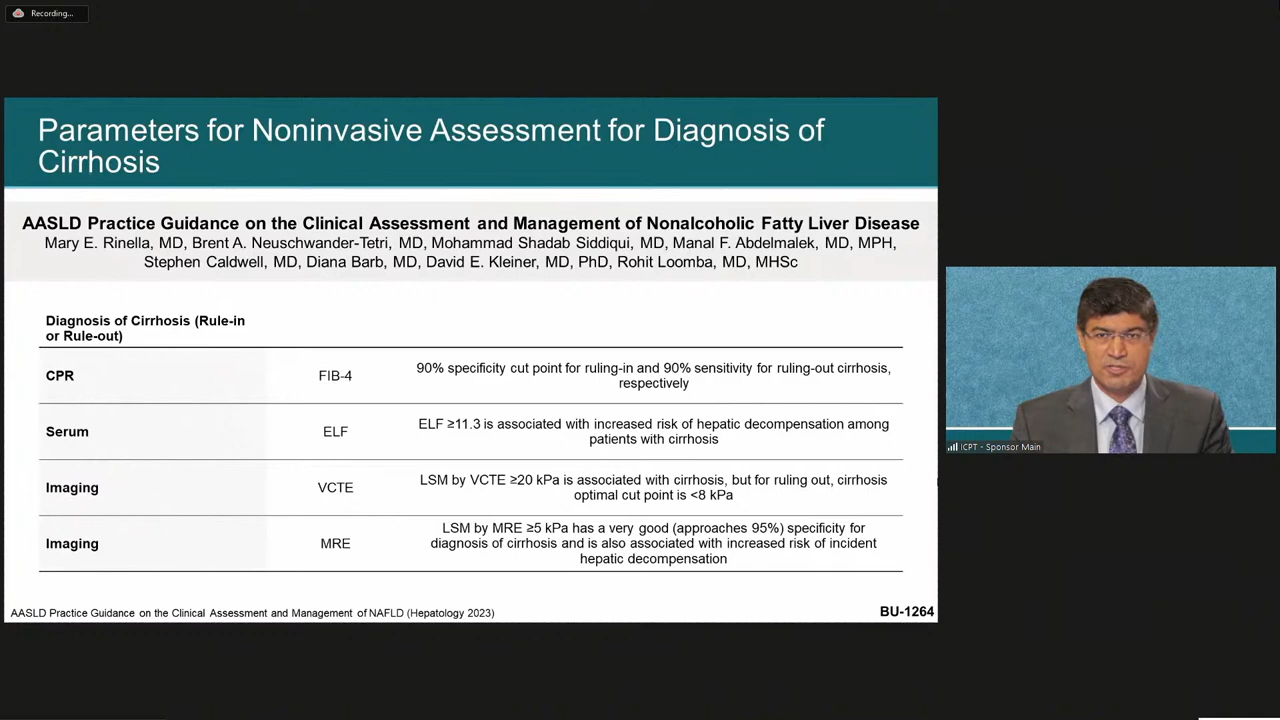 Recording...
Parameters for Noninvasive Assessment for Diagnosis of
Cirrhosis
AASLD Practice Guidance on the Clinical Assessment and Management of Nonalcoholic Fatty Liver Disease
Mary E. Rinella, MD, Brent A. Neuschwander-Tetri, MD, Mohammad Shadab Siddiqui, MD, Manal F. Abdelmalek, MD, MPH,
Stephen Caldwell, MD, Diana Barb, MD, David E. Kleiner, MD, PhD, Rohit Loomba, MD, MHSc
Diagnosis of Cirrhosis (Rule-in
or Rule-out)
CPR
FIB-4
90% specificity cut point for ruling-in and 90% sensitivity for ruling-out cirrhosis,
respectively
Serum
ELF
ELF ≥11.3 is associated with increased risk of hepatic decompensation among
patients with cirrhosis
Imaging
VCTE
LSM by VCTE ≥20 kPa is associated with cirrhosis, but for ruling out, cirrhosis
optimal cut point is <8 kPa
Imaging
MRE
LSM by MRE ≥5 kPa has a very good (approaches 95%) specificity for
diagnosis of cirrhosis and is also associated with increased risk of incident
hepatic decompensation
AASLD Practice Guidance on the Clinical Assessment and Management of NAFLD (Hepatology 2023)
BU-1264
ICPT - Sponsor Main